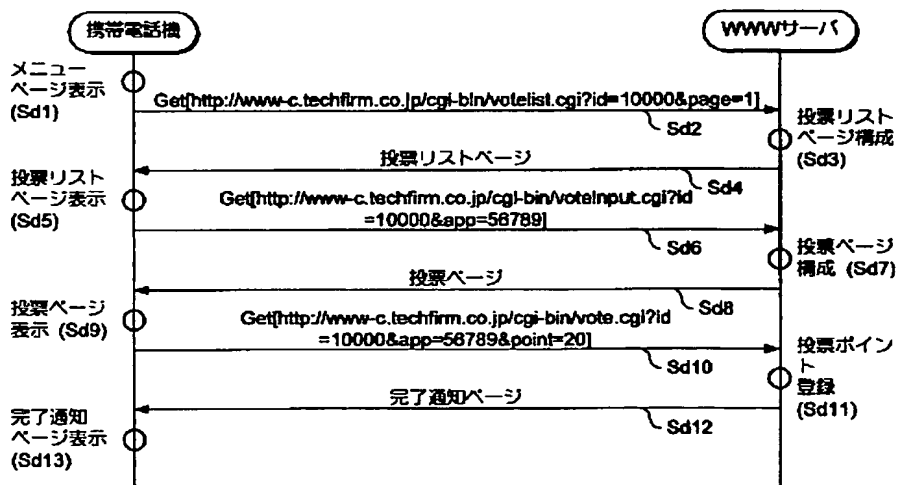 携帯電話機
WWWサーバ
メニュー
ページ表示
(Sd1)
Get[http://www-c.techfirm.co.jp/cgi-bin/votelist.cgi?id=10000&page=1]
Sd2
投票リスト
ページ構成
(Sd3)
投票リストページ
Sd4
投票リスト
ページ表示
(Sd5)
Get[http://www-c.techfirm.co.jp/cgi-bin/voteinput.cgi?id
=10000&app=56789]
Sd6
投票ページ
構成 (Sd7)
投票ページ
Sd8
投票ページ
表示 (Sd9)
Get[http://www-c.techfirm.co.jp/cgi-bin/vote.cgi?id
=10000&app=56789&point=20]
Sd10
投票ポイン
ト
登録
(Sd11)
完了通知ページ
Sd12
完了通知
ページ表示
(Sd13)